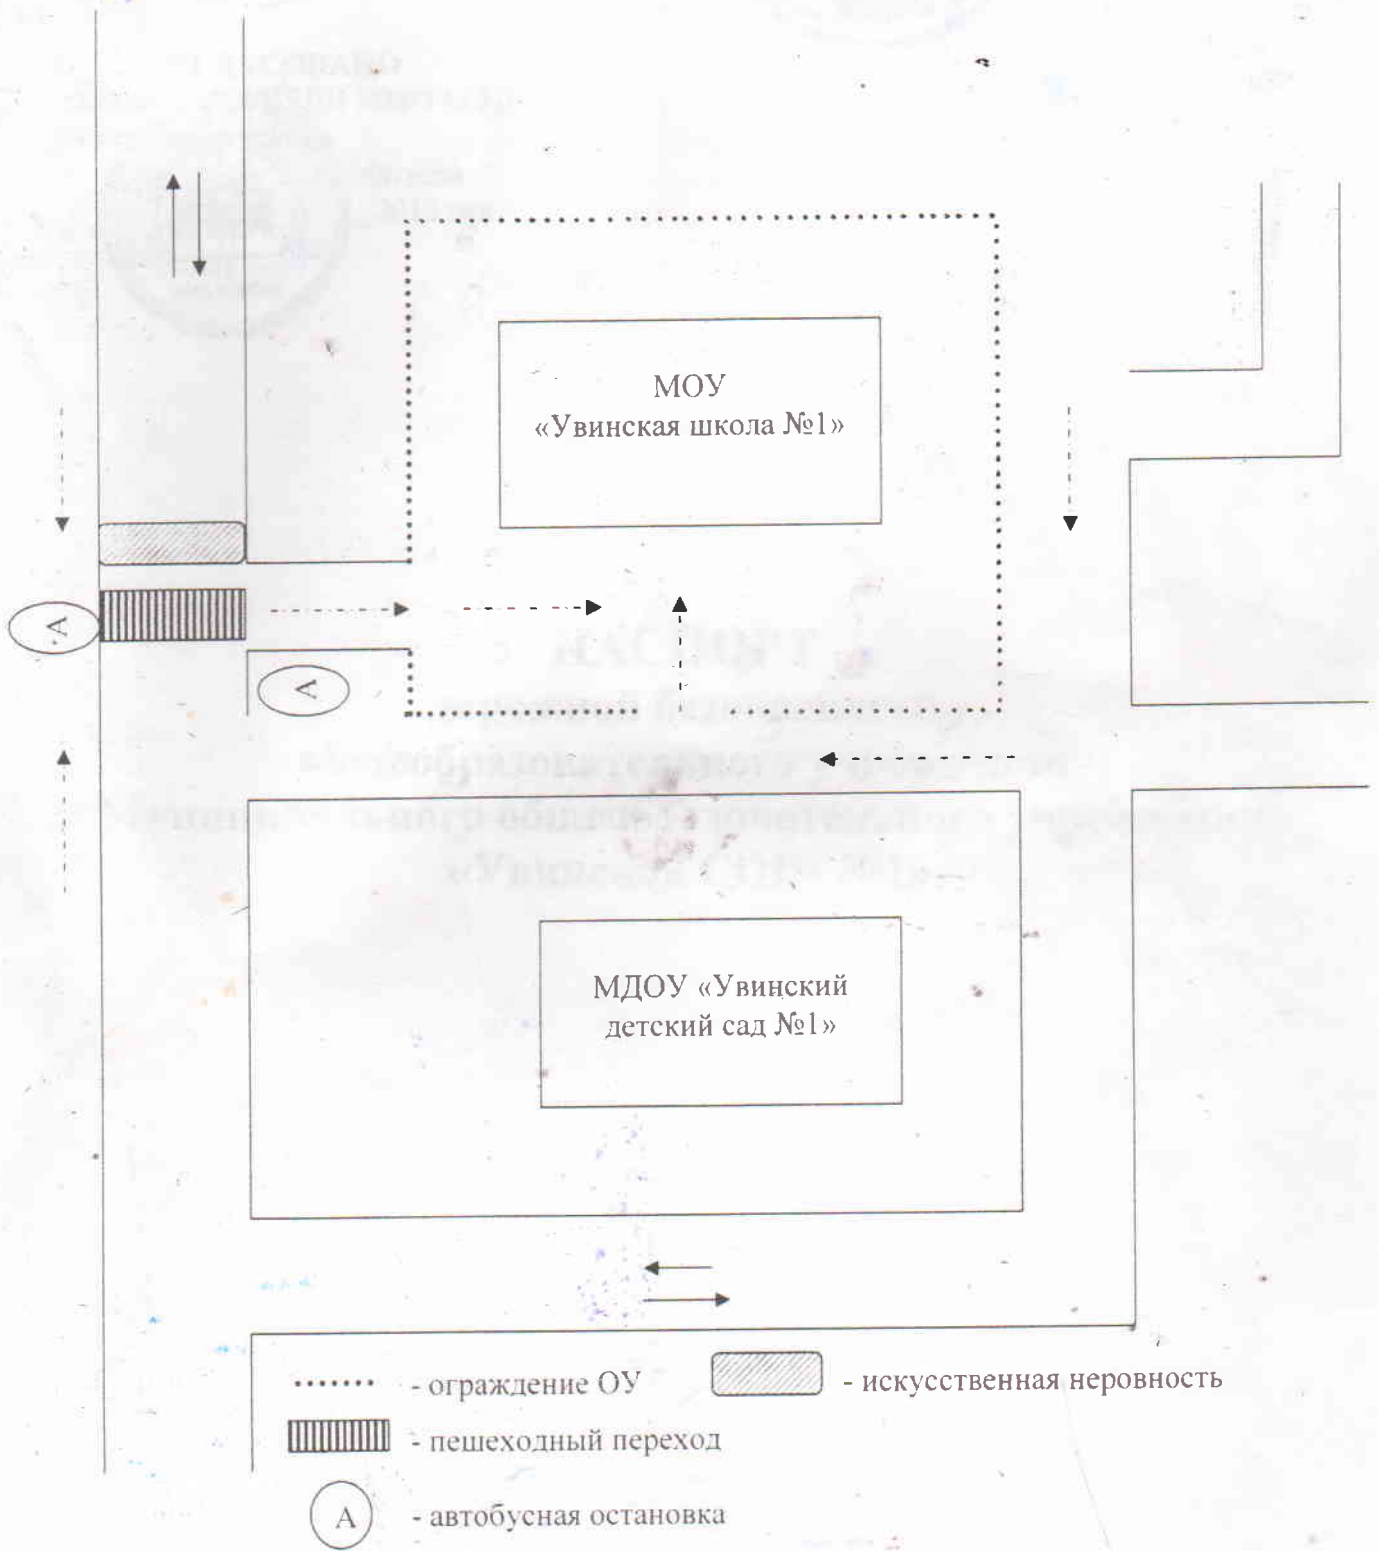 МОУ
«Увинская школа №1»
А
А
МДОУ «Увинский
детский сад №1»
- ограждение ОУ
- искусственная неровность
- пешеходный переход
А
- автобусная остановка